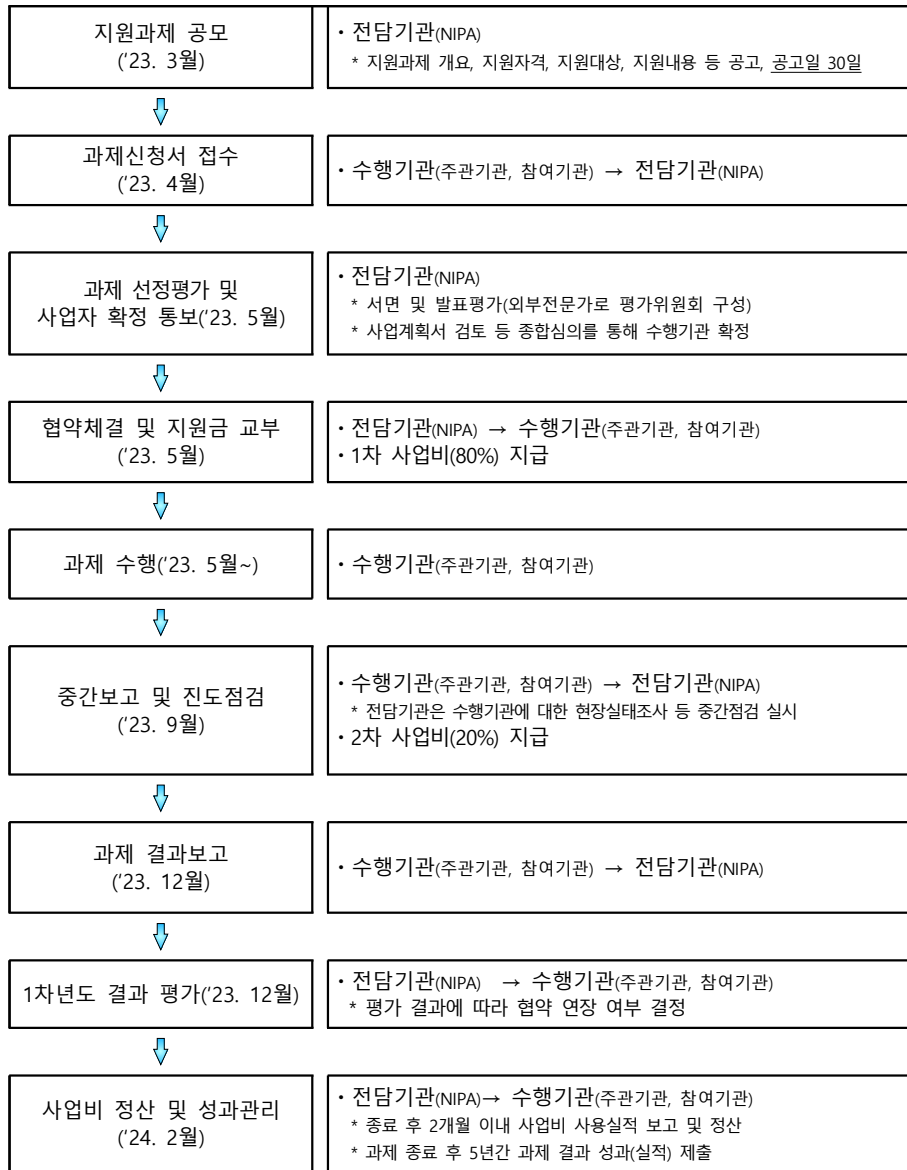 지원과제 공모
('23. 3월)
· 전담기관(NIPA)
* 지원과제 개요, 지원자격, 지원대상, 지원내용 등 공고, 공고일 30일
과제신청서 접수
('23. 4월)
· 수행기관(주관기관, 참여기관) → 전담기관(NIPA)
과제 선정평가 및
사업자 확정 통보('23. 5월)
· 전담기관(NIPA)
* 서면 및 발표평가(외부전문가로 평가위원회 구성)
* 사업계획서 검토 등 종합심의를 통해 수행기관 확정
협약체결 및 지원금 교부
('23. 5월)
· 전담기관(NIPA) → 수행기관(주관기관, 참여기관)
· 1차 사업비(80%) 지급
과제 수행('23. 5월~)
· 수행기관(주관기관, 참여기관)
중간보고 및 진도점검
('23. 9월)
· 수행기관(주관기관, 참여기관) → 전담기관(NIPA)
* 전담기관은 수행기관에 대한 현장실태조사 등 중간점검 실시
· 2차 사업비(20%) 지급
과제 결과보고
('23. 12월)
· 수행기관(주관기관, 참여기관) → 전담기관(NIPA)
1차년도 결과 평가('23. 12월)
· 전담기관(NIPA) → 수행기관(주관기관, 참여기관)
* 평가 결과에 따라 협약 연장 여부 결정
사업비 정산 및 성과관리
('24. 2월)
· 전담기관(NIPA)→ 수행기관(주관기관, 참여기관)
* 종료 후 2개월 이내 사업비 사용실적 보고 및 정산
* 과제 종료 후 5년간 과제 결과 성과(실적) 제출